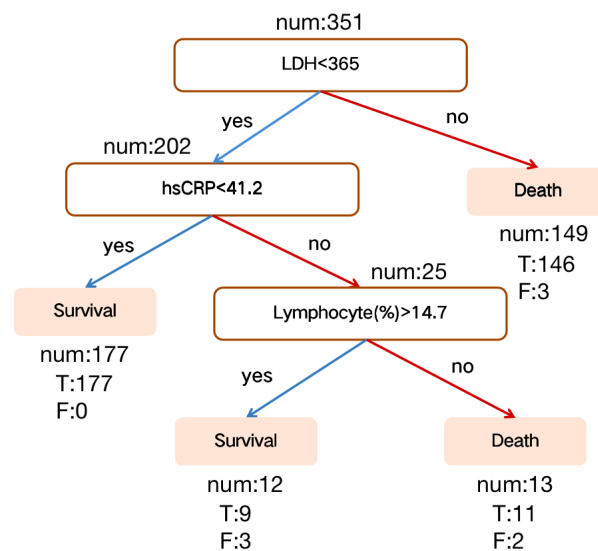 num:351
LDH<365
yes
no
num:202
hsCRP<41.2
Death
num:149
T:146
F:3
yes
no
num:25
Survival
num:177
T:177
F:0
Lymphocyte(%)>14.7
yes
no
Survival
num:12
T:9
F:3
Death
num:13
T:11
F:2